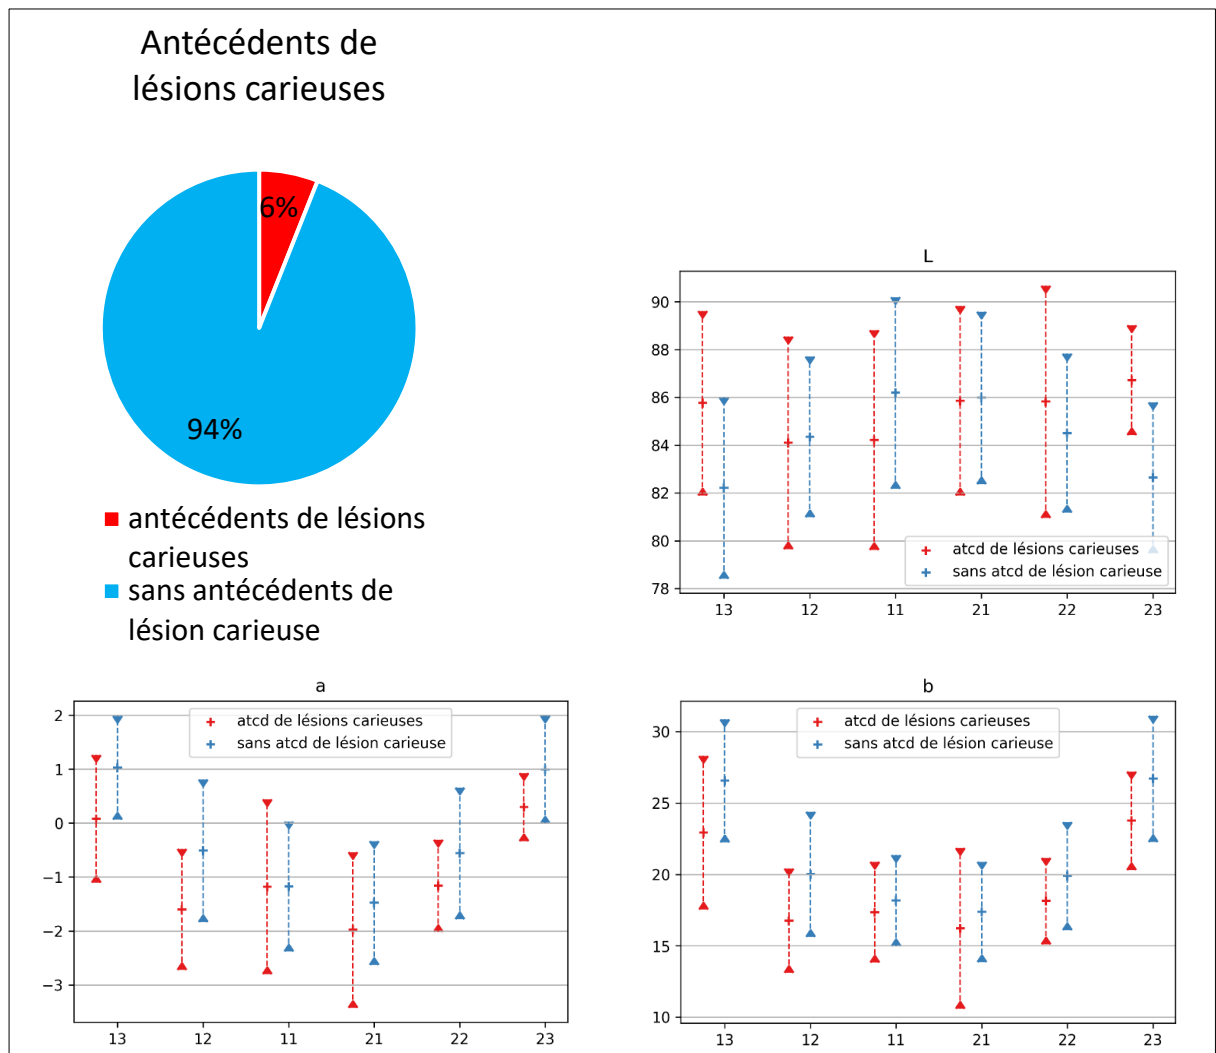 Antécédents de
lésions carieuses
6%
94%
antécédents de lésions
carieuses
sans antécédents de
lésion carieuse
L
90
88
86
84
82
80
78
atcd de lésions carieuses
sans atcd de lésion carieuse
13 12 11 21 22 23
a
2
1
0
−1
−2
−3
atcd de lésions carieuses
sans atcd de lésion carieuse
13 12 11 21 22 23
b
30
25
20
15
10
atcd de lésions carieuses
sans atcd de lésion carieuse
13 12 11 21 22 23